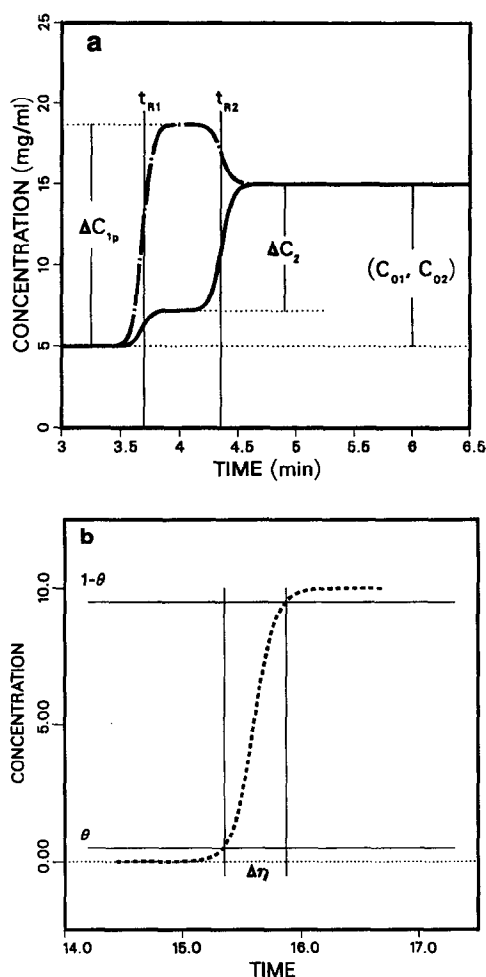 a
CONCENTRATION (mg/ml)
25
20
15
10
5
0
t_R1
t_R2
ΔC_1p
ΔC_2
(C_01, C_02)
3
3.5
4
4.5
5
5.5
6
6.5
TIME (min)
b
CONCENTRATION
10.0
5.00
0.00
1-θ
θ
Δη
14.0
15.0
16.0
17.0
TIME